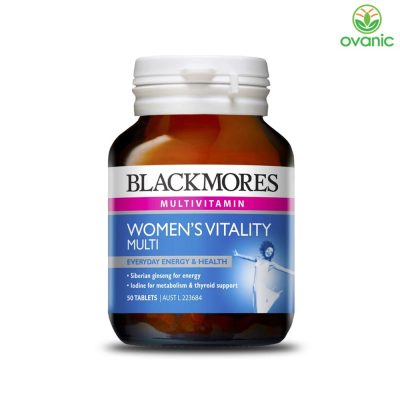 ovanic
BLACKMORES
MULTIVITAMIN
WOMEN'S VITALITY
MULTI
EVERYDAY ENERGY & HEALTH
• Siberian ginseng for energy
• Iodine for metabolism & thyroid support
50 TABLETS | AUST L 223684